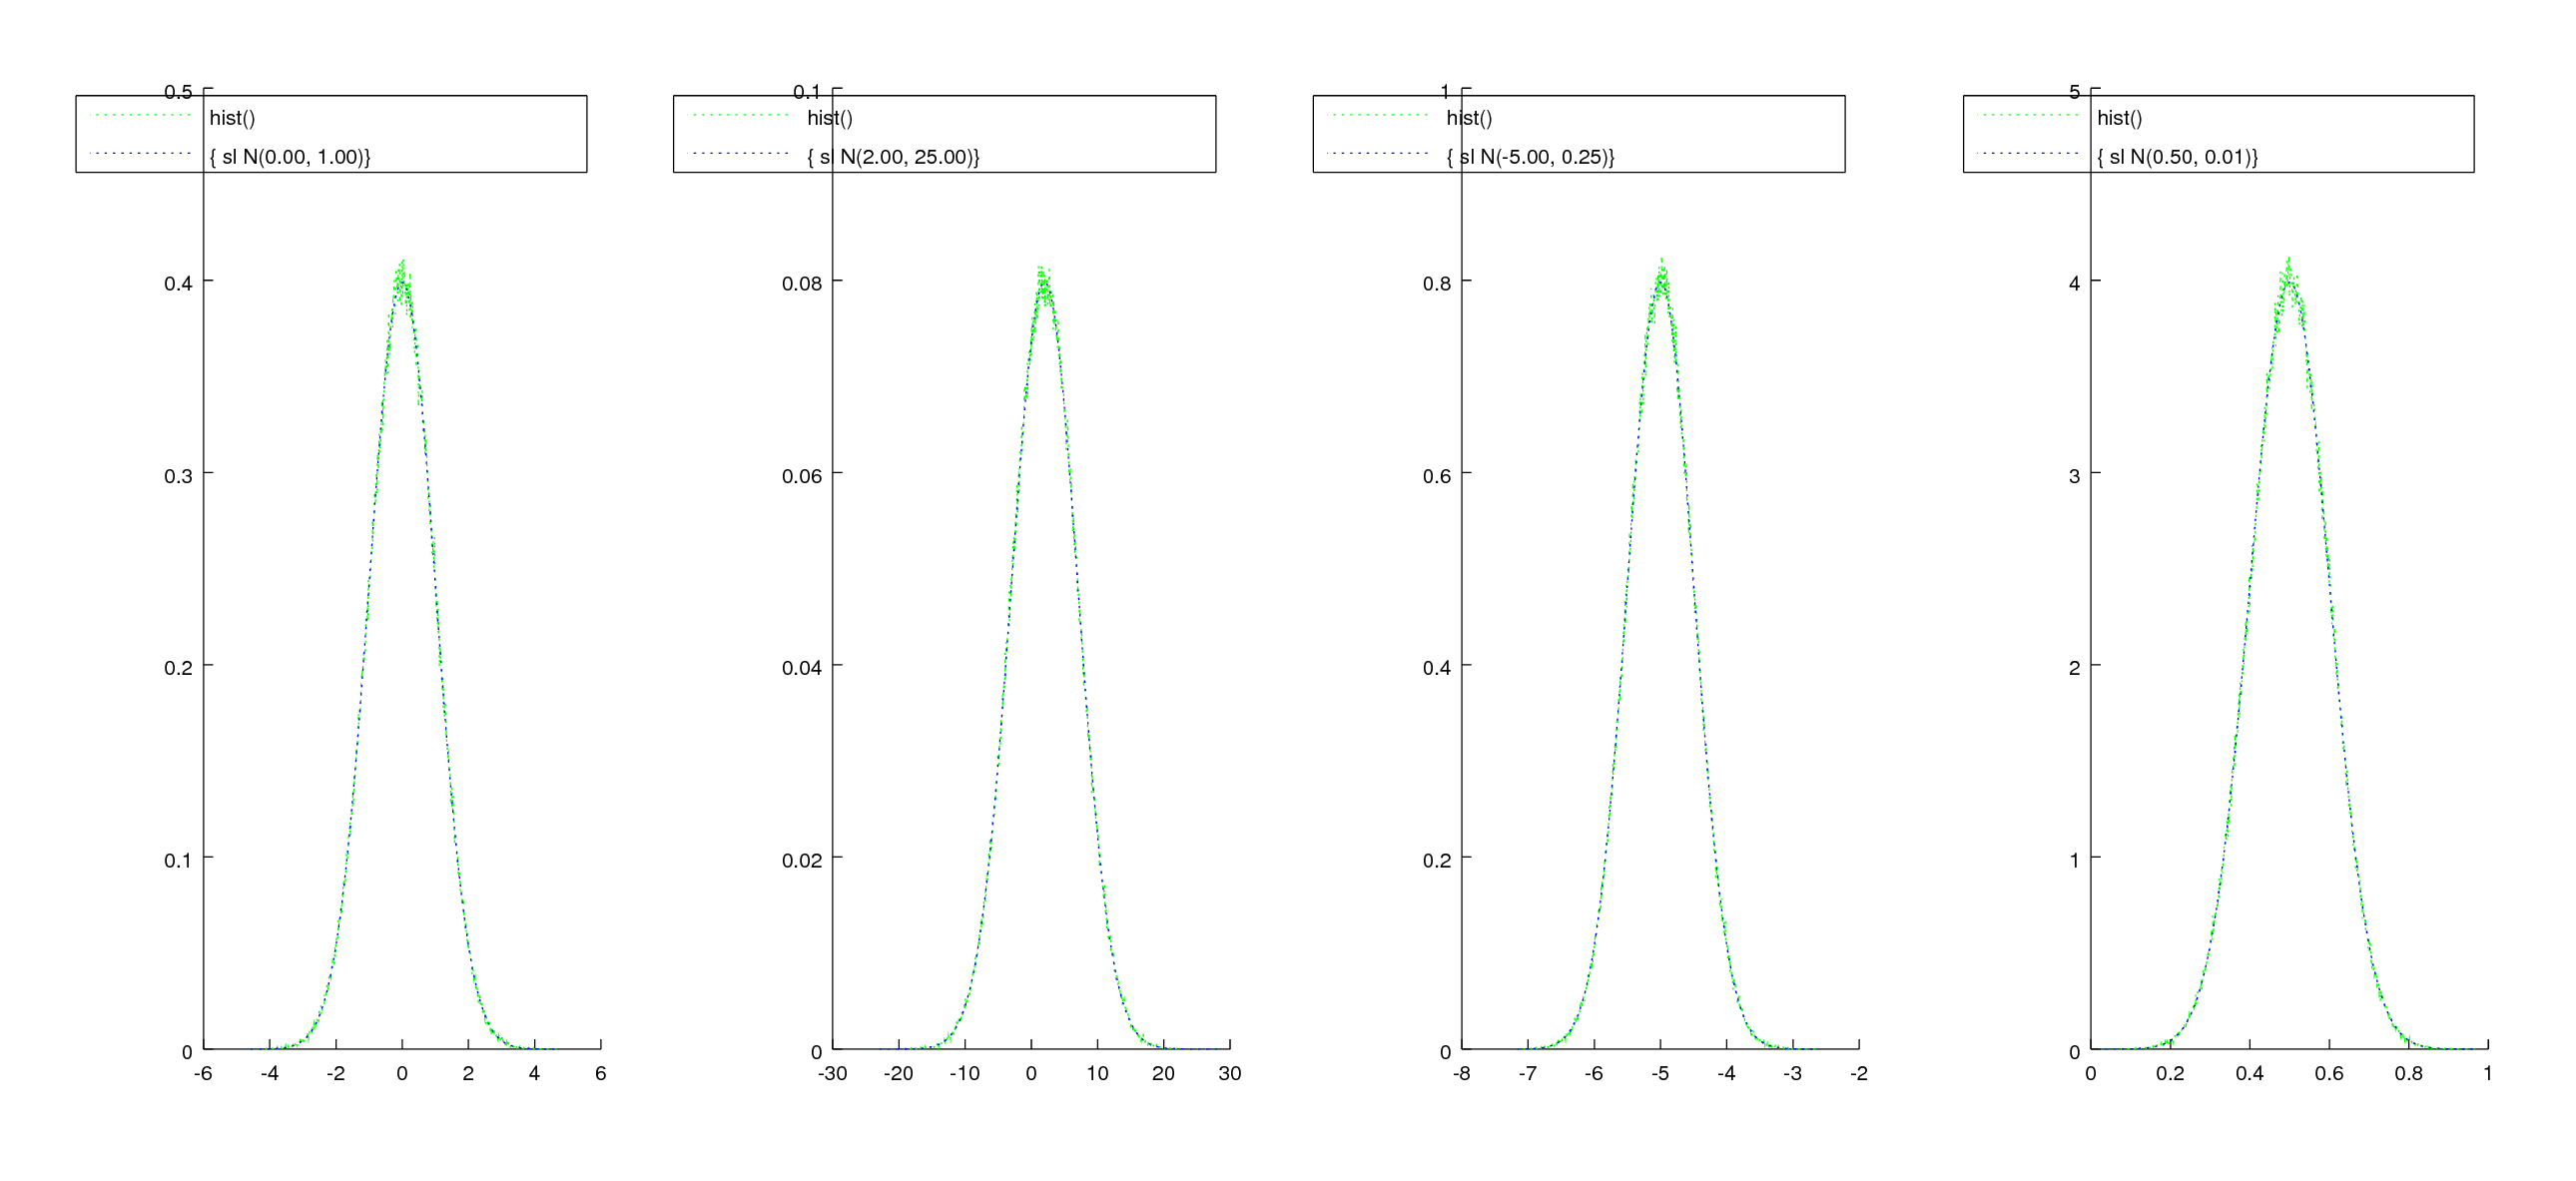 0.5
hist()
{ sl N(0.00, 1.00)}
0.4
0.3
0.2
0.1
0
-6 -4 -2 0 2 4 6
0.1
hist()
{ sl N(2.00, 25.00)}
0.08
0.06
0.04
0.02
0
-30 -20 -10 0 10 20 30
1
hist()
{ sl N(-5.00, 0.25)}
0.8
0.6
0.4
0.2
0
-8 -7 -6 -5 -4 -3 -2
5
hist()
{ sl N(0.50, 0.01)}
4
3
2
1
0
0 0.2 0.4 0.6 0.8 1